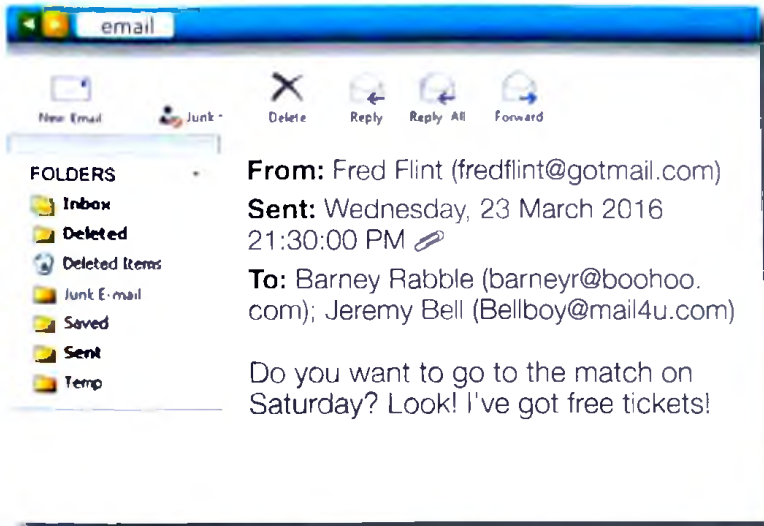 email
New Email
Junk
Delete
Reply
Reply All
Forward
FOLDERS
Inbox
Deleted
Deleted Items
Junk E-mail
Saved
Sent
Temp
From: Fred Flint (fredflint@gotmail.com)
Sent: Wednesday, 23 March 2016
21:30:00 PM
To: Barney Rabble (barneyr@boohoo.
com); Jeremy Bell (Bellboy@mail4u.com)
Do you want to go to the match on
Saturday? Look! I've got free tickets!